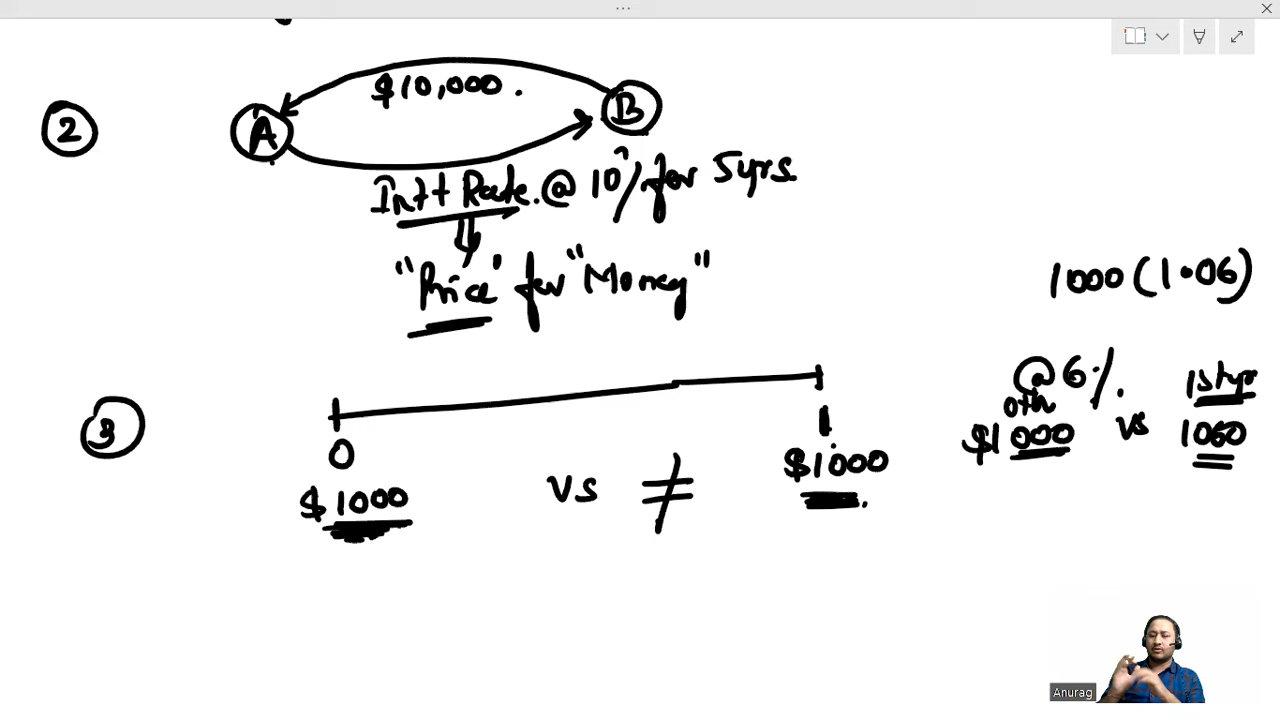 $10,000.
2 A B
Intt Rate. @ 10% for 5yrs
"Price" for "Money"
1000 (1.06)
@ 6%.
0th 1st yr
3
0 1
$1000 vs ≠ $1000
$1000 vs 1060
Anurag